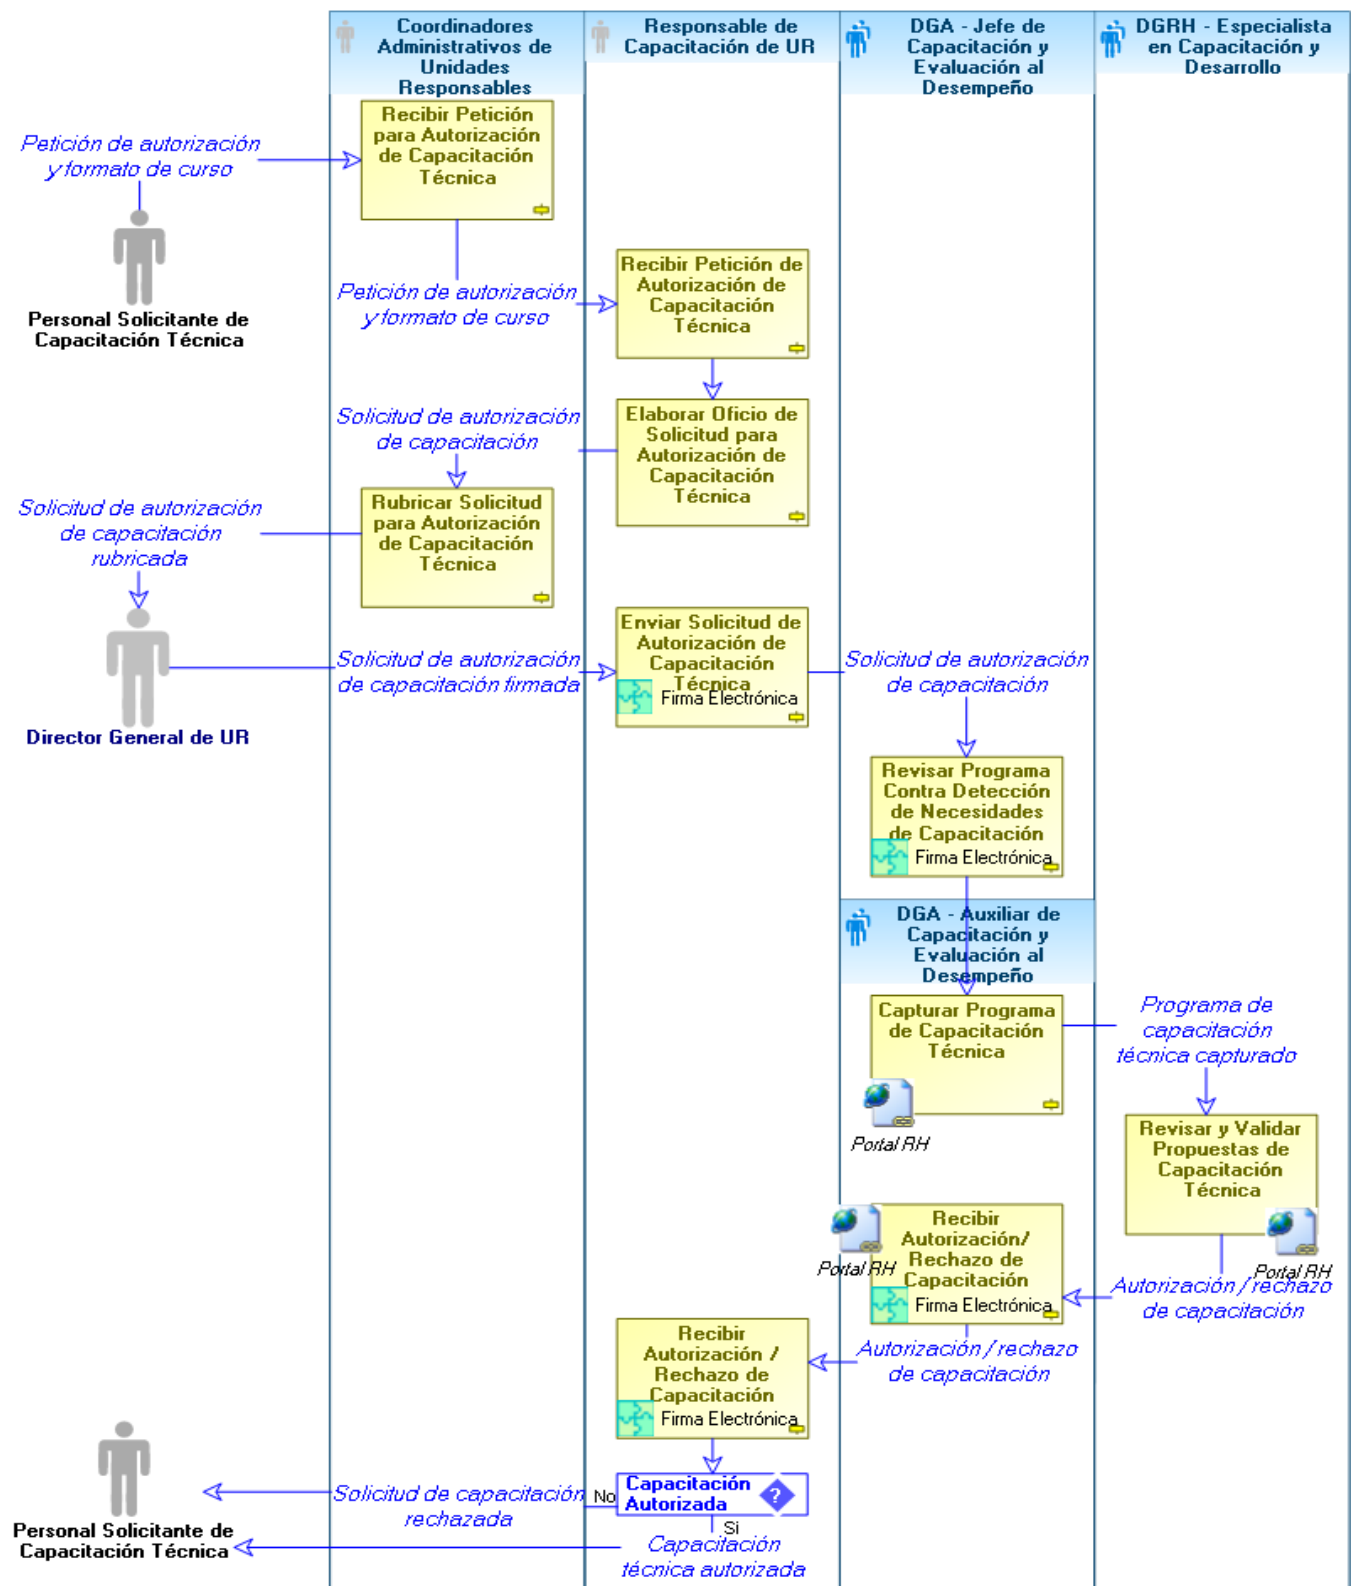 Coordinadores
Administrativos de
Unidades
Responsables
Responsable de
Capacitación de UR
DGA - Jefe de
Capacitación y
Evaluación al
Desempeño
DGRH - Especialista
en Capacitación y
Desarrollo
Petición de autorización
y formato de curso
Personal Solicitante de
Capacitación Técnica
Recibir Petición
para Autorización
de Capacitación
Técnica
Petición de autorización
y formato de curso
Recibir Petición de
Autorización de
Capacitación
Técnica
Elaborar Oficio de
Solicitud para
Autorización de
Capacitación
Técnica
Solicitud de autorización
de capacitación
Rubricar Solicitud
para Autorización
de Capacitación
Técnica
Solicitud de autorización
de capacitación
rubricada
Director General de UR
Solicitud de autorización
de capacitación firmada
Enviar Solicitud de
Autorización de
Capacitación
Técnica
Firma Electrónica
Solicitud de autorización
de capacitación
Revisar Programa
Contra Detección
de Necesidades
de Capacitación
Firma Electrónica
DGA - Auxiliar de
Capacitación y
Evaluación al
Desempeño
Capturar Programa
de Capacitación
Técnica
Portal RH
Programa de
capacitación
técnica capturado
Revisar y Validar
Propuestas de
Capacitación
Técnica
Portal RH
Autorización / rechazo
de capacitación
Recibir
Autorización/
Rechazo de
Capacitación
Firma Electrónica
Portal RH
Autorización / rechazo
de capacitación
Recibir
Autorización /
Rechazo de
Capacitación
Firma Electrónica
Capacitación
Autorizada
No
Solicitud de capacitación
rechazada
Si
Capacitación
técnica autorizada
Personal Solicitante de
Capacitación Técnica